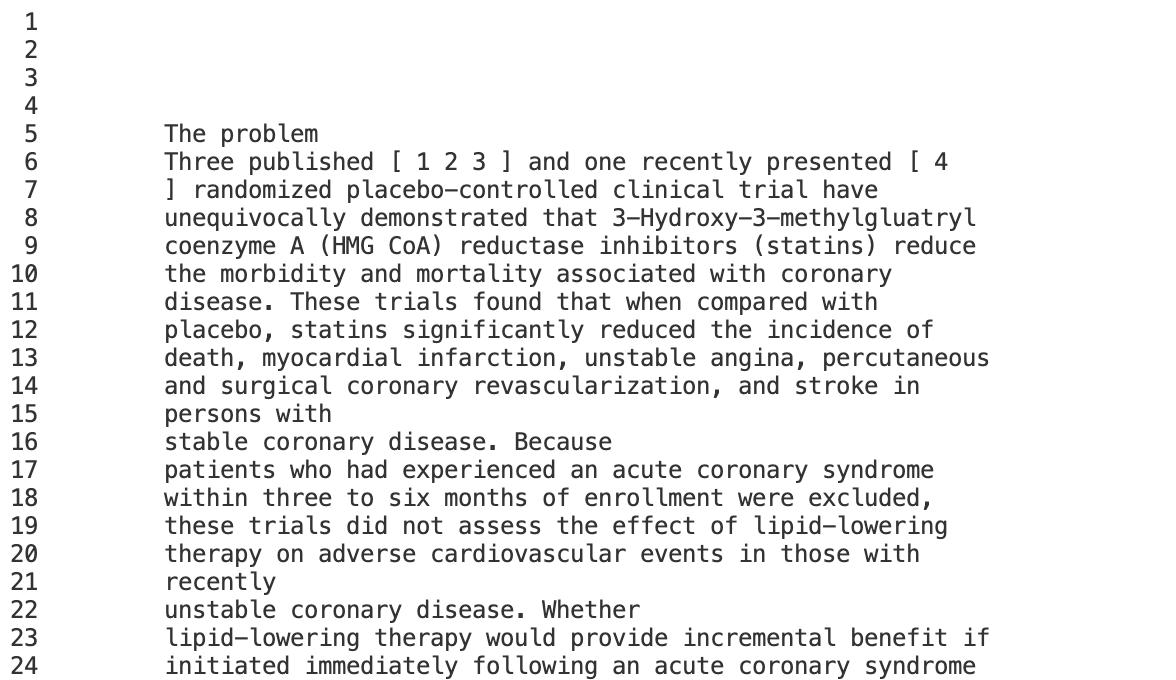 1
2
3
4
5 The problem
6 Three published [ 1 2 3 ] and one recently presented [ 4
7 ] randomized placebo-controlled clinical trial have
8 unequivocally demonstrated that 3-Hydroxy-3-methylgluatryl
9 coenzyme A (HMG CoA) reductase inhibitors (statins) reduce
10 the morbidity and mortality associated with coronary
11 disease. These trials found that when compared with
12 placebo, statins significantly reduced the incidence of
13 death, myocardial infarction, unstable angina, percutaneous
14 and surgical coronary revascularization, and stroke in
15 persons with
16 stable coronary disease. Because
17 patients who had experienced an acute coronary syndrome
18 within three to six months of enrollment were excluded,
19 these trials did not assess the effect of lipid-lowering
20 therapy on adverse cardiovascular events in those with
21 recently
22 unstable coronary disease. Whether
23 lipid-lowering therapy would provide incremental benefit if
24 initiated immediately following an acute coronary syndrome